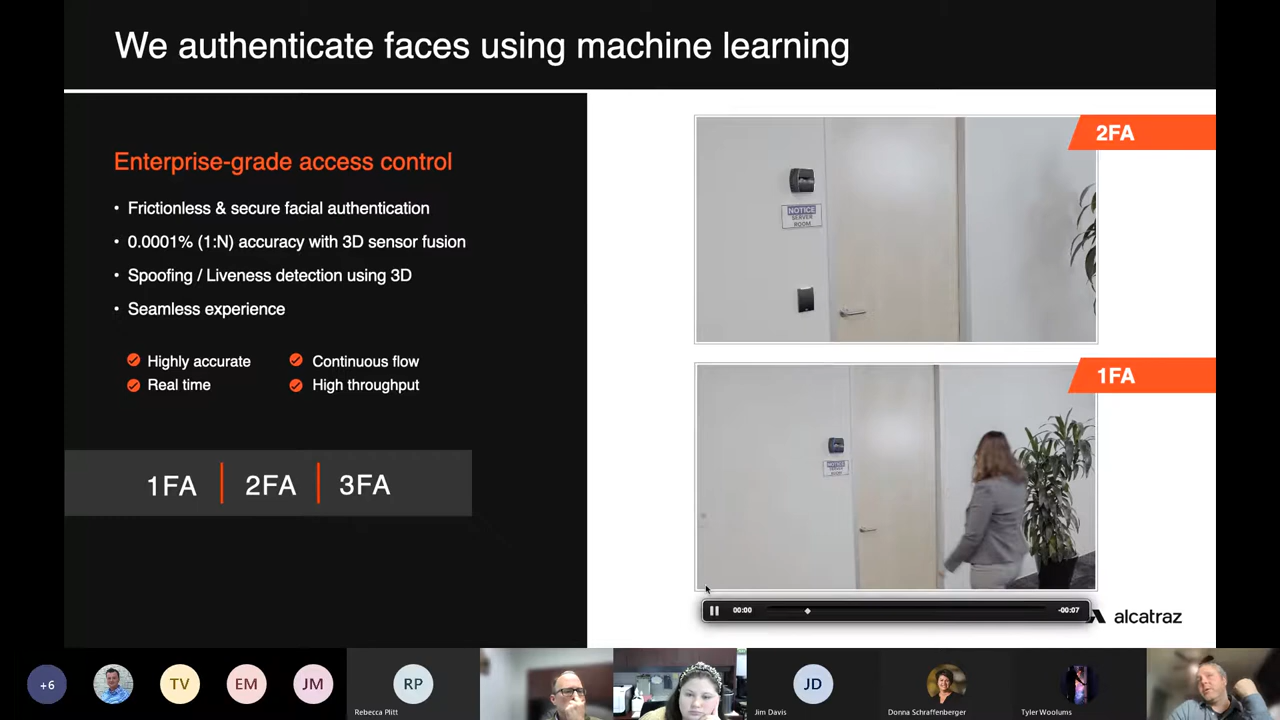 We authenticate faces using machine learning
Enterprise-grade access control
• Frictionless & secure facial authentication
• 0.0001% (1:N) accuracy with 3D sensor fusion
• Spoofing / Liveness detection using 3D
• Seamless experience
Highly accurate
Continuous flow
Real time
High throughput
1FA | 2FA | 3FA
2FA
NOTICE
SERVER
ROOM
1FA
NOTICE
00:00
-00:07
alcatraz
+6
TV
EM
JM
RP
Rebecca Plitt
JD
Jim Davis
Donna Schraffenberger
Tyler Woolums